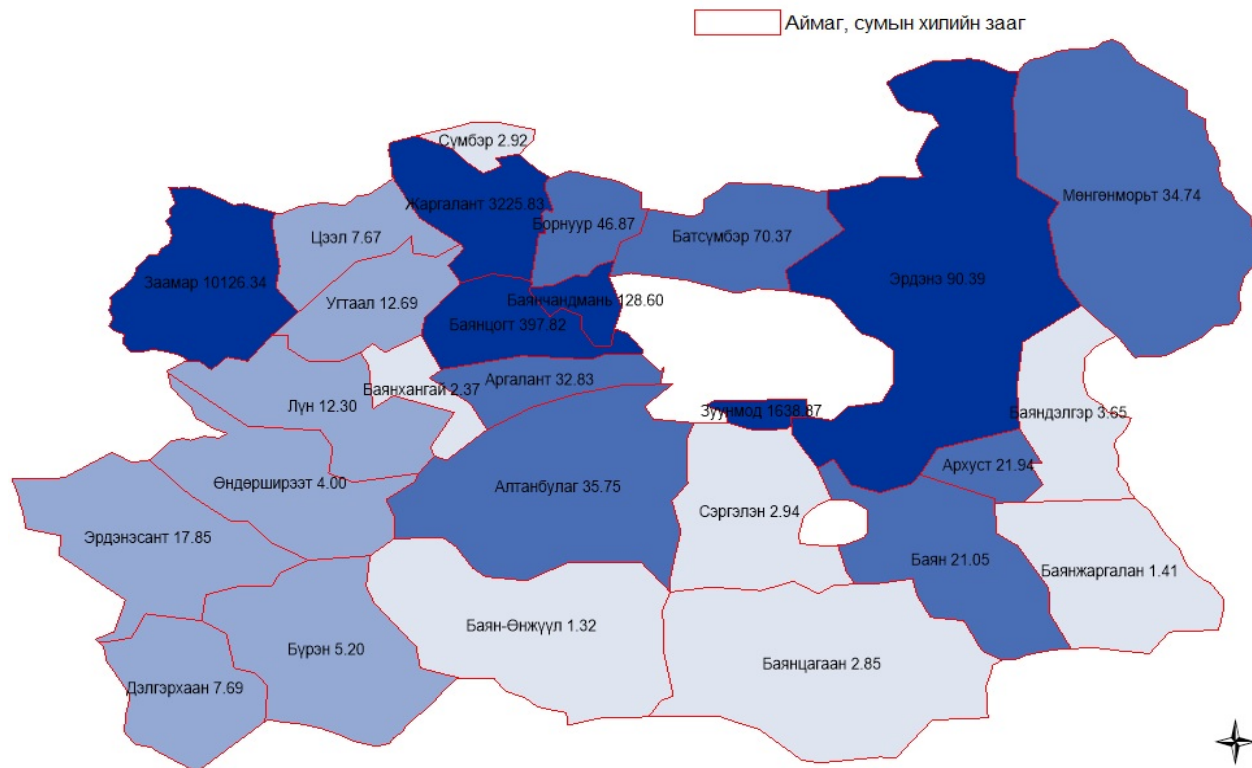 Аймаг, сумын хилийн зааг
Сүмбэр 2.92
Жаргалант 3225.83
Мөнгөнморьт 34.74
Борнуур 46.87
Батсүмбэр 70.37
Цээл 7.67
Заамар 10126.34
Эрдэнэ 90.39
Угтаал 12.69
Баянчандмань 128.60
Баянцогт 397.82
Аргалант 32.83
Баянхангай 2.37
Лүн 12.30
Зуунмод 1638.87
Баяндэлгэр 3.65
Архуст 21.94
Өндөрширээт 4.00
Алтанбулаг 35.75
Сэргэлэн 2.94
Эрдэнэсант 17.85
Баян 21.05
Баянжаргалан 1.41
Баян-Өнжүүл 1.32
Бүрэн 5.20
Баянцагаан 2.85
Дэлгэрхаан 7.69